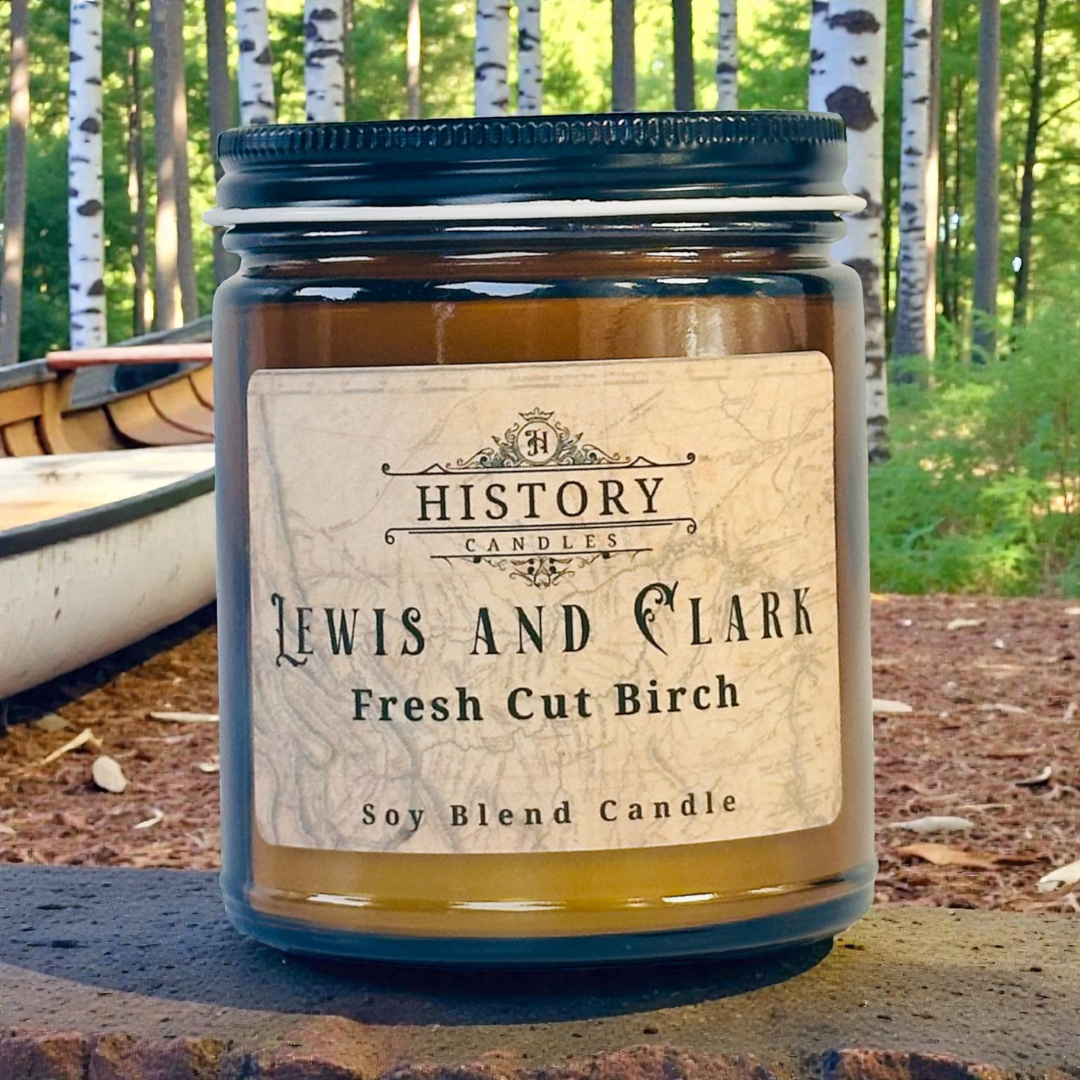 H
HISTORY
CANDLES
LEWIS AND CLARK
Fresh Cut Birch
Soy Blend Candle